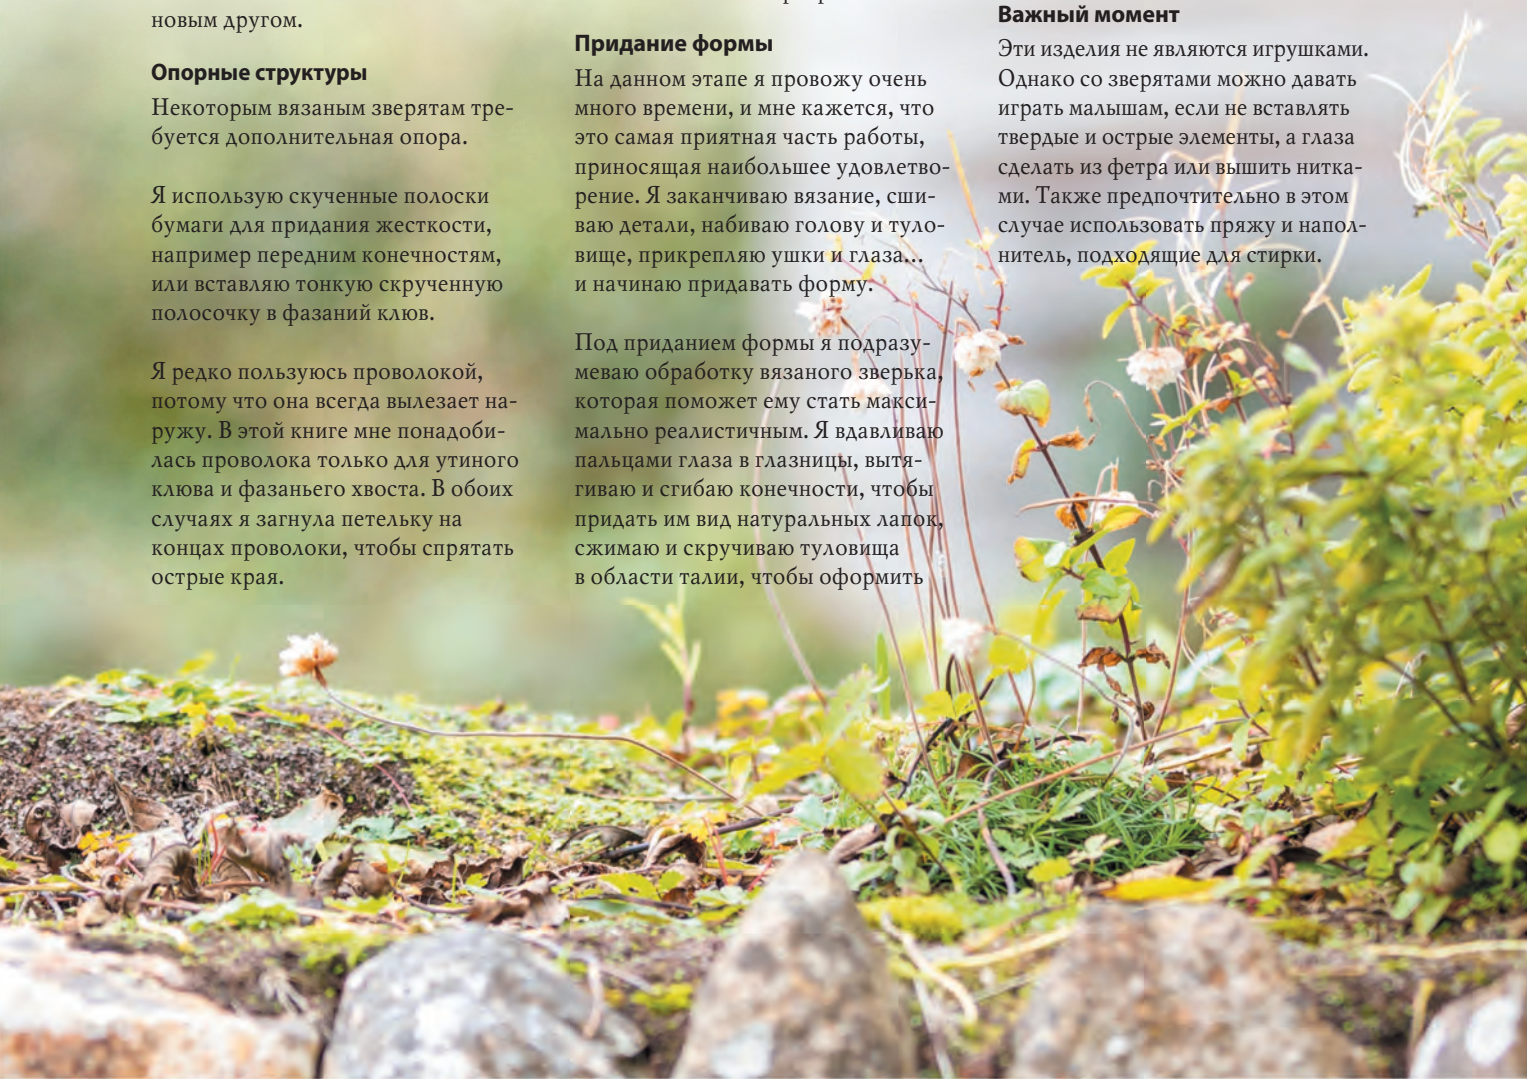 новым другом.
Опорные структуры
Некоторым вязаным зверятам тре-
буется дополнительная опора.
Я использую скученные полоски
бумаги для придания жесткости,
например передним конечностям,
или вставляю тонкую скрученную
полосочку в фазаний клюв.
Я редко пользуюсь проволокой,
потому что она всегда вылезает на-
ружу. В этой книге мне понадоби-
лась проволока только для утиного
клюва и фазаньего хвоста. В обоих
случаях я загнула петельку на
концах проволоки, чтобы спрятать
острые края.
Придание формы
На данном этапе я провожу очень
много времени, и мне кажется, что
это самая приятная часть работы,
приносящая наибольшее удовлетво-
рение. Я заканчиваю вязание, сши-
ваю детали, набиваю голову и туло-
вище, прикрепляю ушки и глаза...
и начинаю придавать форму.
Под приданием формы я подразу-
меваю обработку вязаного зверька,
которая поможет ему стать макси-
мально реалистичным. Я вдавливаю
пальцами глаза в глазницы, вытя-
гиваю и сгибаю конечности, чтобы
придать им вид натуральных лапок,
сжимаю и скручиваю туловища
в области талии, чтобы оформить
Важный момент
Эти изделия не являются игрушками.
Однако со зверятами можно давать
играть малышам, если не вставлять
твердые и острые элементы, а глаза
сделать из фетра или вышить нитка-
ми. Также предпочтительно в этом
случае использовать пряжу и напол-
нитель, подходящие для стирки.